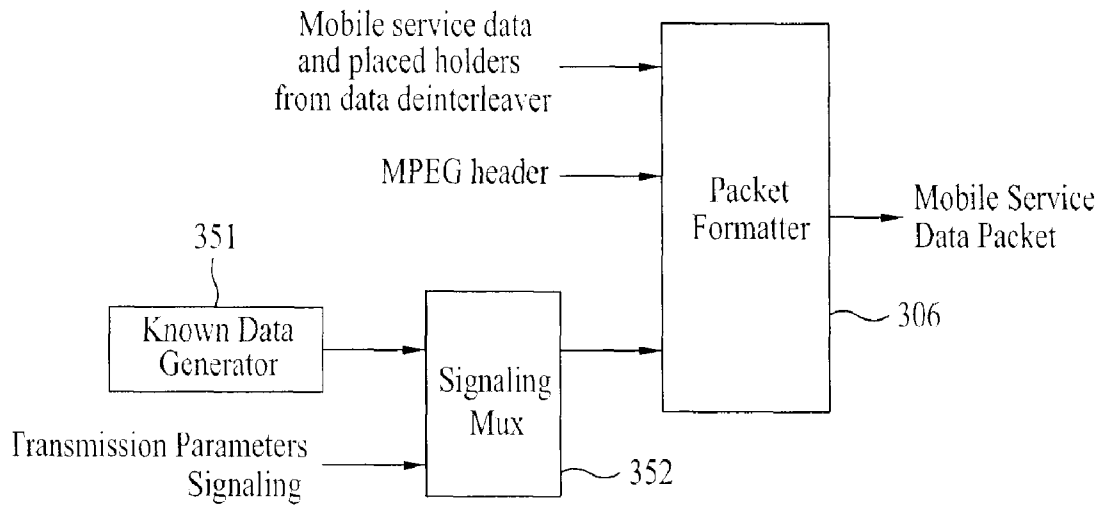 Mobile service data
and placed holders
from data deinterleaver
MPEG header
Packet
Formatter
Mobile Service
Data Packet
306
351
Known Data
Generator
Signaling
Mux
352
Transmission Parameters
Signaling